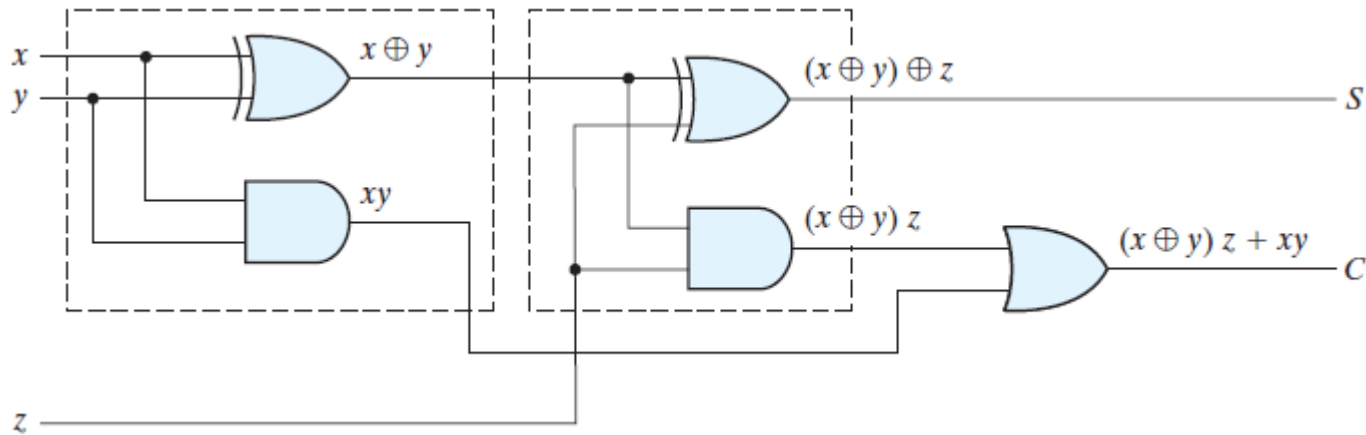 x
x ⊕ y
(x ⊕ y) ⊕ z
y
S
xy
(x ⊕ y) z
(x ⊕ y) z + xy
C
z